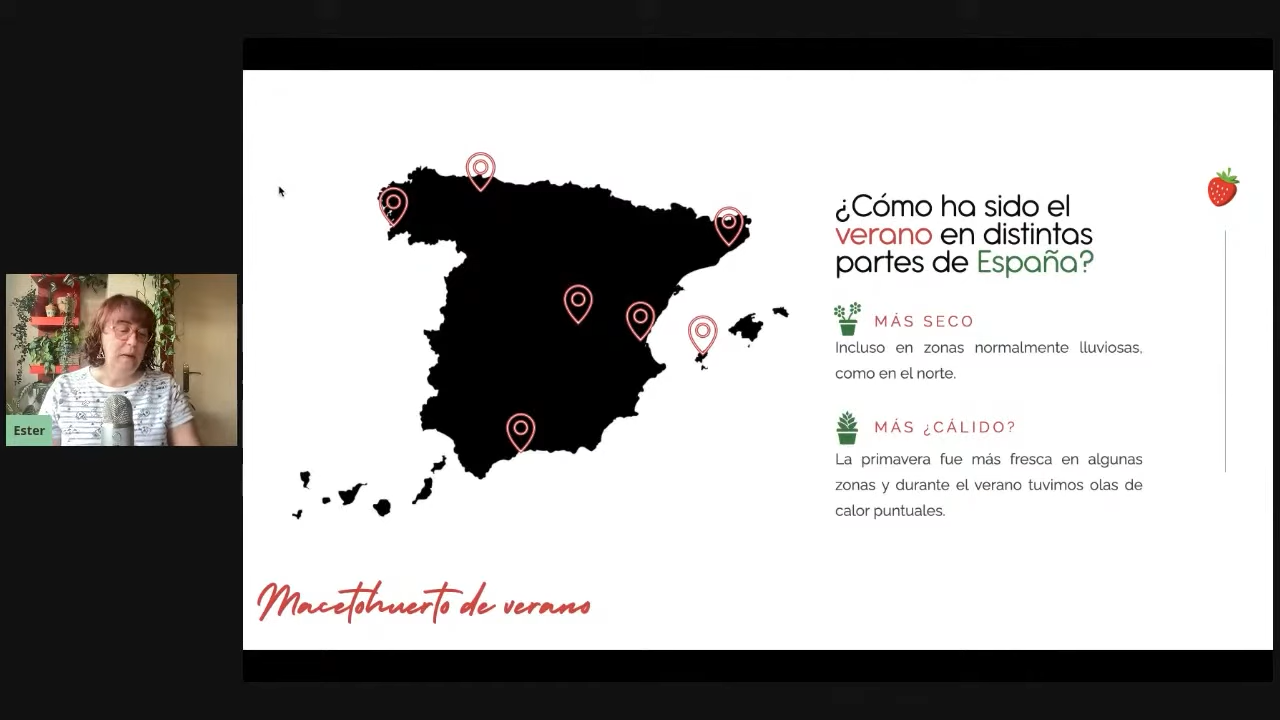 ¿Cómo ha sido el
verano en distintas
partes de España?
MÁS SECO
Incluso en zonas normalmente lluviosas,
como en el norte.
MÁS ¿CÁLIDO?
La primavera fue más fresca en algunas
zonas y durante el verano tuvimos olas de
calor puntuales.
Ester
Macetohuerto de verano